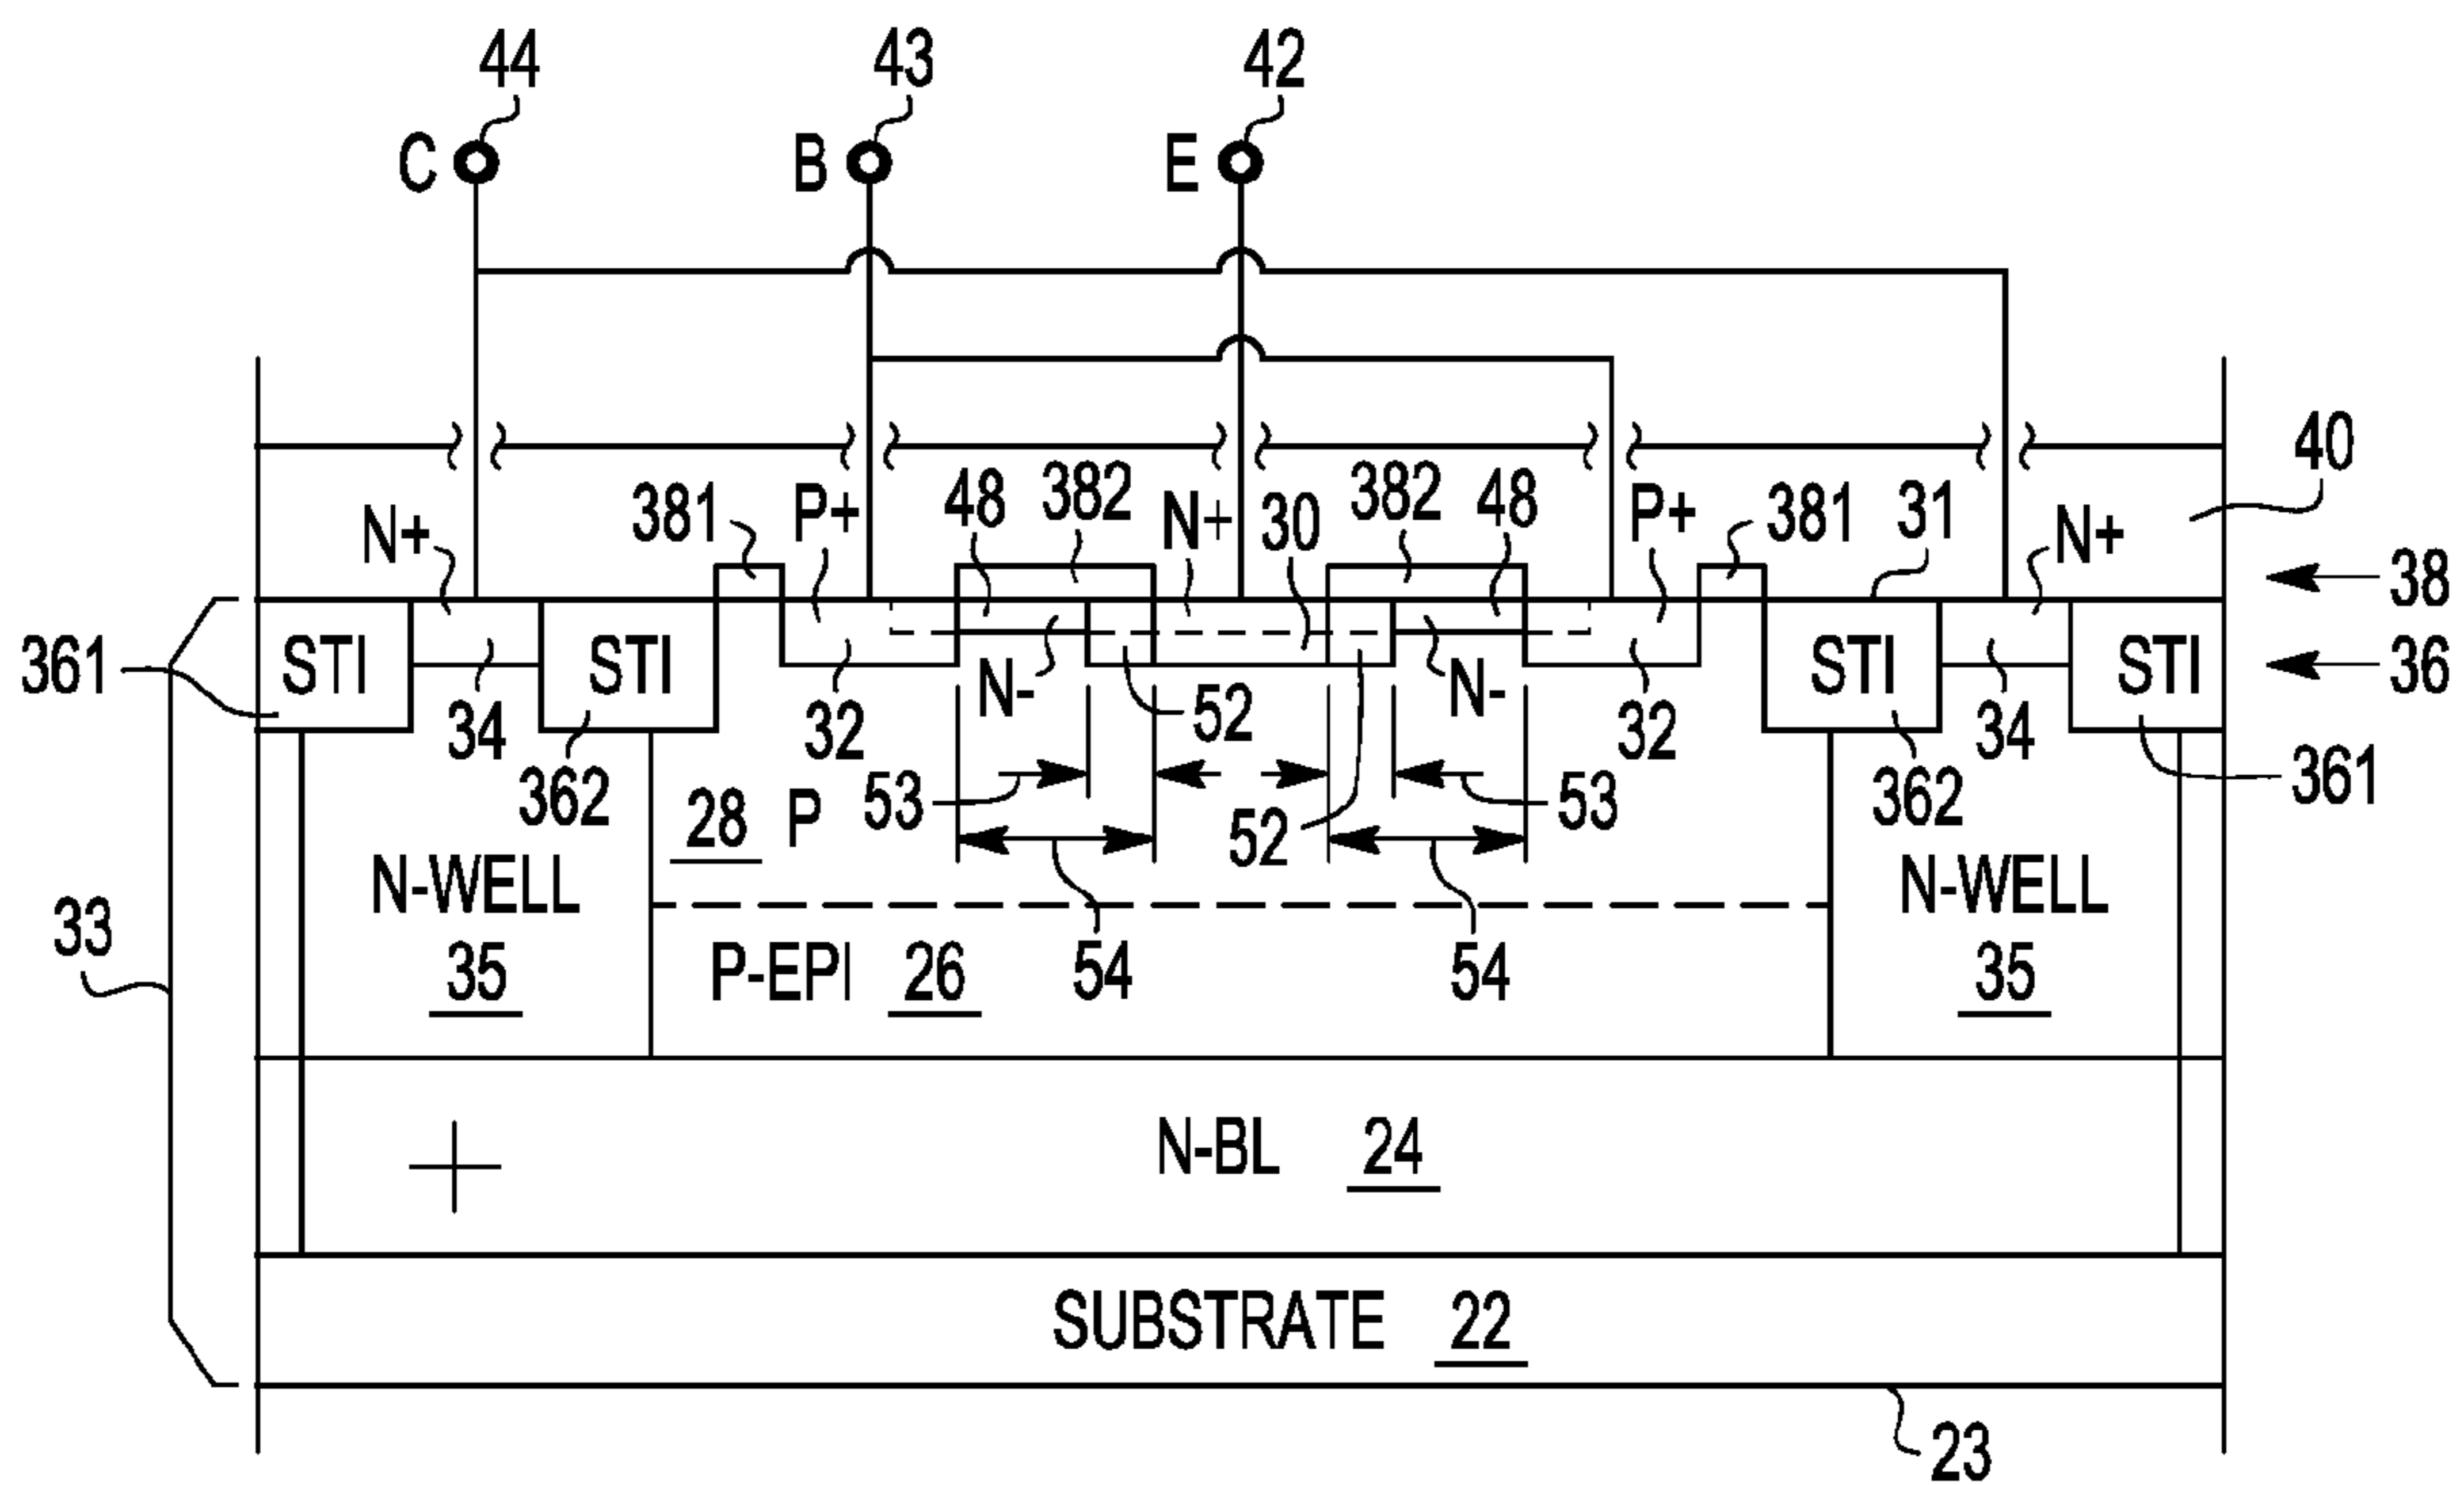 44 43 42
C B E
40
382 382
381 P+ 48 N+ 30 48 P+ 381 31 N+
N+
38
361 STI STI STI STI 36
N- 52 N-
34 32 32 34
362 53 52 53 362 361
28 P
N-WELL N-WELL
33
35 P-EPI 26 54 54 35
N-BL 24
SUBSTRATE 22
23